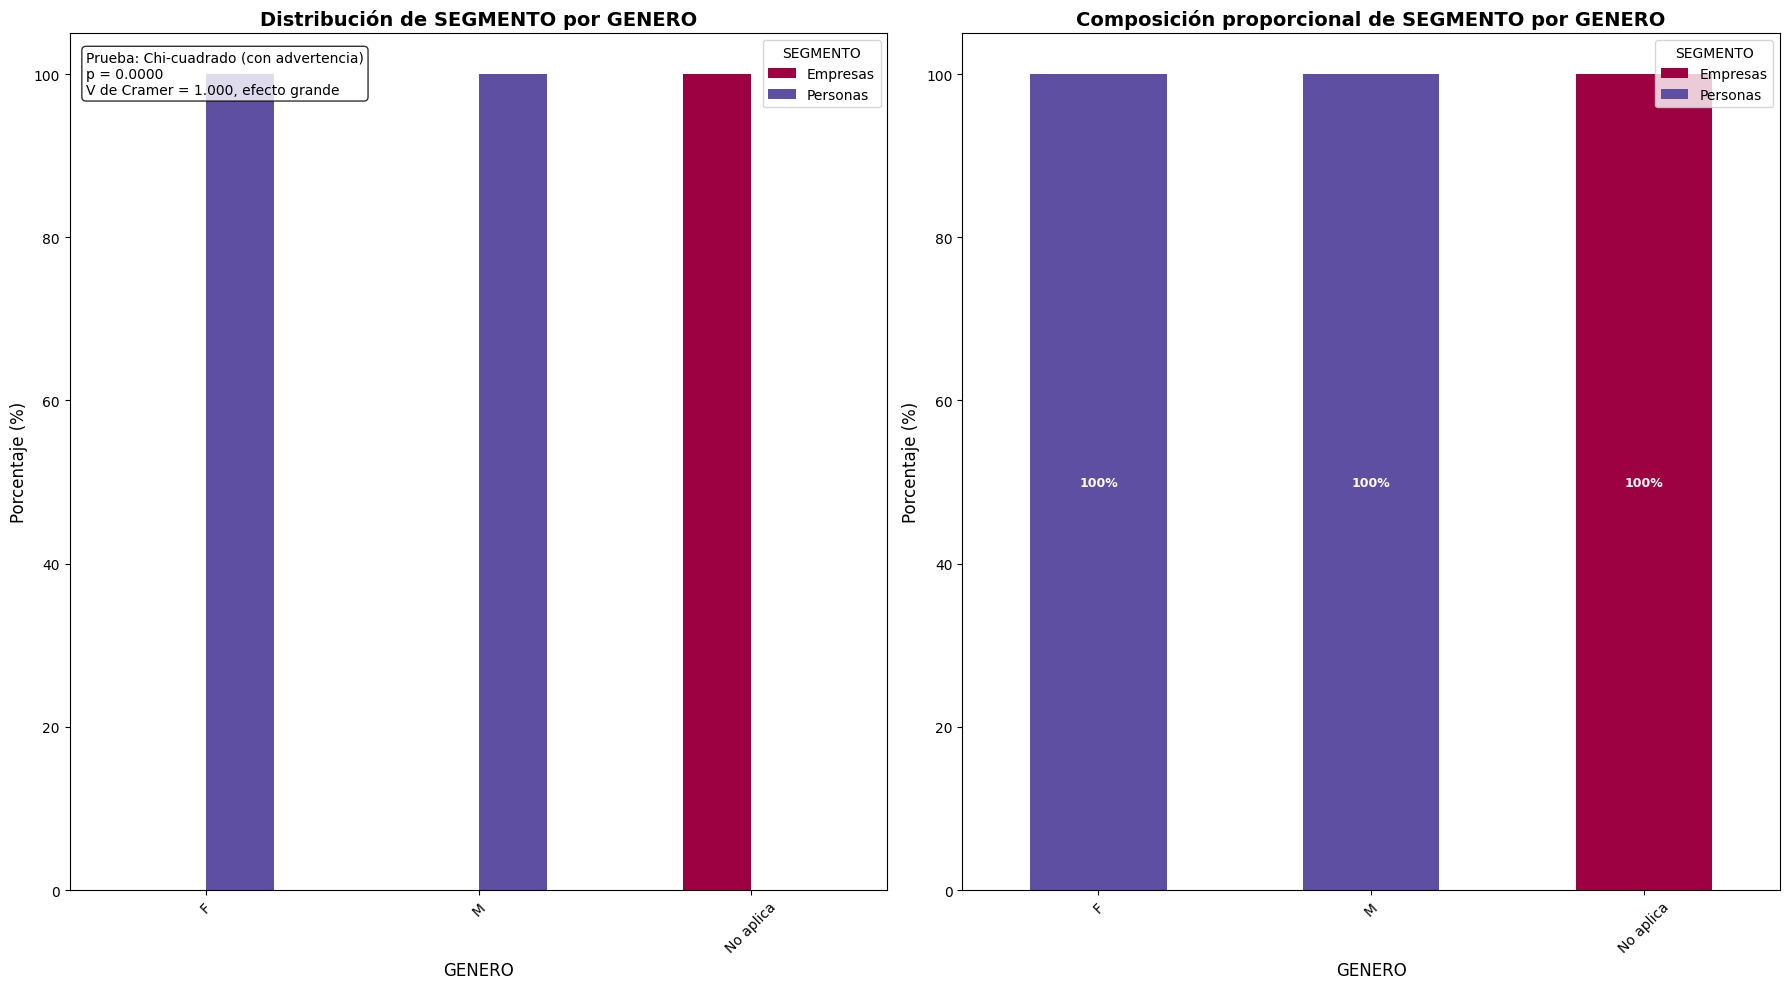 Distribución de SEGMENTO por GENERO
Prueba: Chi-cuadrado (con advertencia)
p = 0.0000
V de Cramer = 1.000, efecto grande
SEGMENTO
Empresas
Personas
Porcentaje (%)
100
80
60
40
20
0
F
M
No aplica
GENERO
Composición proporcional de SEGMENTO por GENERO
SEGMENTO
Empresas
Personas
Porcentaje (%)
100
80
60
40
20
0
100%
100%
100%
F
M
No aplica
GENERO